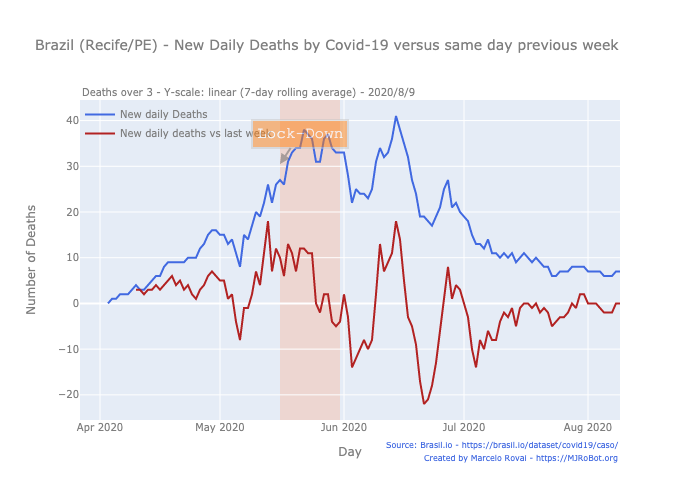 Brazil (Recife/PE) - New Daily Deaths by Covid-19 versus same day previous week
Deaths over 3 - Y-scale: linear (7-day rolling average) - 2020/8/9
New daily Deaths
New daily deaths vs last week
Lock-Down
40
30
20
10
0
−10
−20
Number of Deaths
Apr 2020
May 2020
Jun 2020
Jul 2020
Aug 2020
Day
Source: Brasil.io - https://brasil.io/dataset/covid19/caso/
Created by Marcelo Rovai - https://MJRoBot.org